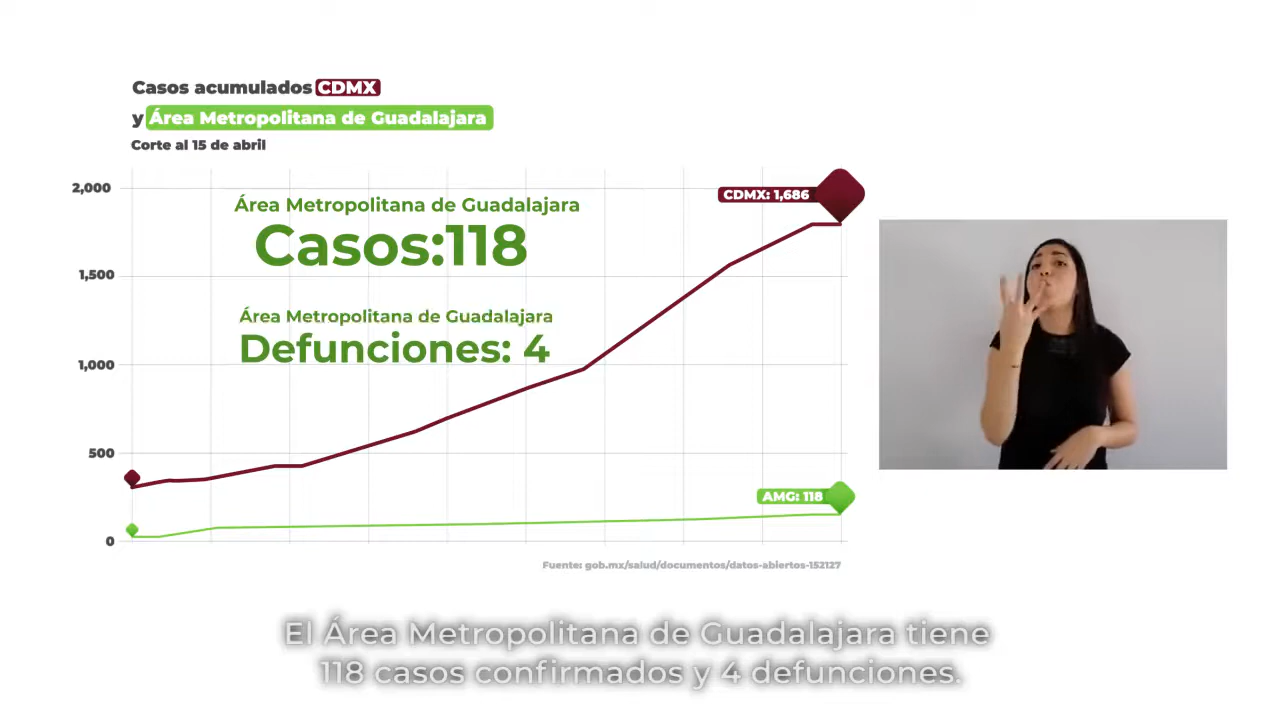 Casos acumulados CDMX
y Área Metropolitana de Guadalajara
Corte al 15 de abril
2,000
1,500
1,000
500
0
Área Metropolitana de Guadalajara
Casos:118
Área Metropolitana de Guadalajara
Defunciones: 4
CDMX: 1,686
AMG: 118
Fuente: gob.mx/salud/documentos/datos-abiertos-152127
El Área Metropolitana de Guadalajara tiene
118 casos confirmados y 4 defunciones.